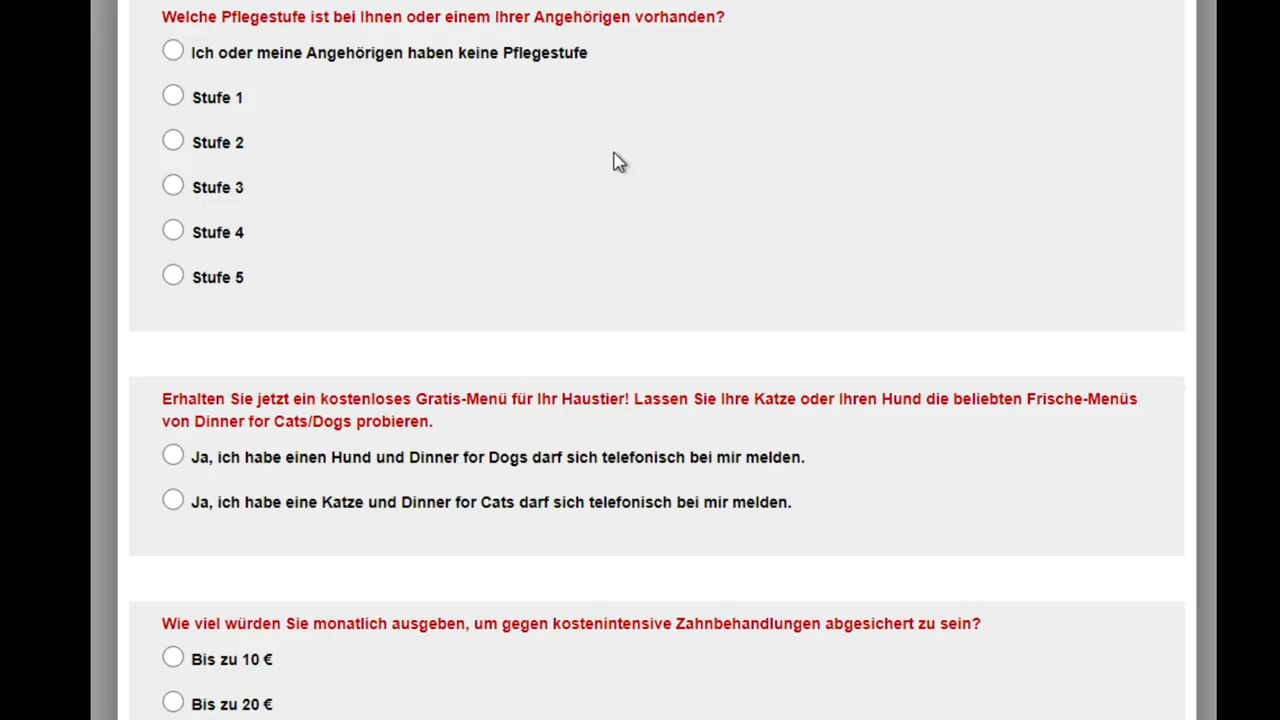 Welche Pflegestufe ist bei Ihnen oder einem Ihrer Angehörigen vorhanden?
Ich oder meine Angehörigen haben keine Pflegestufe
Stufe 1
Stufe 2
Stufe 3
Stufe 4
Stufe 5
Erhalten Sie jetzt ein kostenloses Gratis-Menü für Ihr Haustier! Lassen Sie Ihre Katze oder Ihren Hund die beliebten Frische-Menüs
von Dinner for Cats/Dogs probieren.
Ja, ich habe einen Hund und Dinner for Dogs darf sich telefonisch bei mir melden.
Ja, ich habe eine Katze und Dinner for Cats darf sich telefonisch bei mir melden.
Wie viel würden Sie monatlich ausgeben, um gegen kostenintensive Zahnbehandlungen abgesichert zu sein?
Bis zu 10 €
Bis zu 20 €